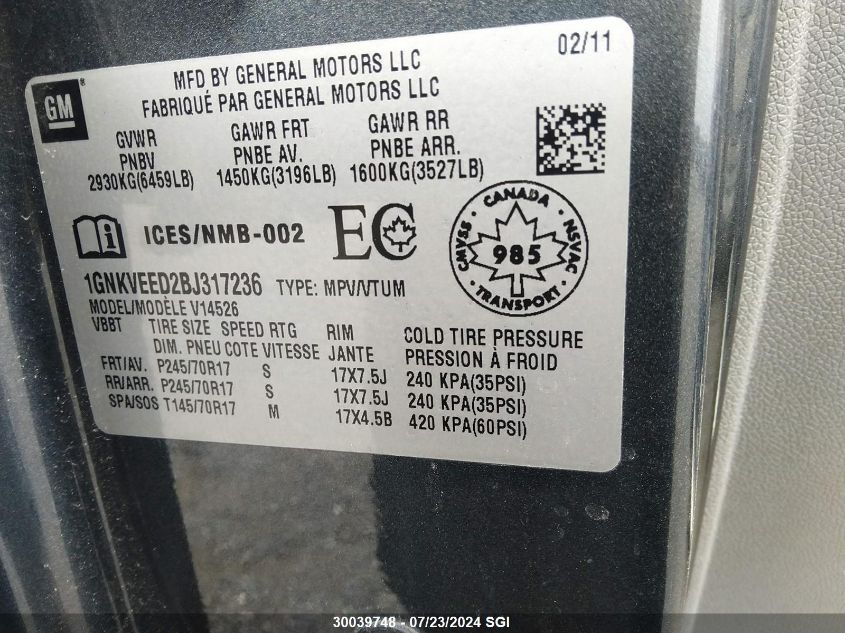 02/11
GM
MFD BY GENERAL MOTORS LLC
FABRIQUÉ PAR GENERAL MOTORS LLC
GVWR GAWR FRT GAWR RR
PNBV PNBE AV. PNBE ARR.
2930KG(6459LB) 1450KG(3196LB) 1600KG(3527LB)
ICES/NMB-002 EC
CANADA
CMVSS 985 NSVAC
TRANSPORT
1GNKVEED2BJ317236 TYPE: MPV/VTUM
MODEL/MODÈLE V14526
VBBT TIRE SIZE SPEED RTG RIM COLD TIRE PRESSURE
DIM. PNEU COTE VITESSE JANTE PRESSION À FROID
FRT/AV. P245/70R17 S 17X7.5J 240 KPA(35PSI)
RR/ARR. P245/70R17 S 17X7.5J 240 KPA(35PSI)
SPA/SOS T145/70R17 M 17X4.5B 420 KPA(60PSI)
30039748 - 07/23/2024 SGI